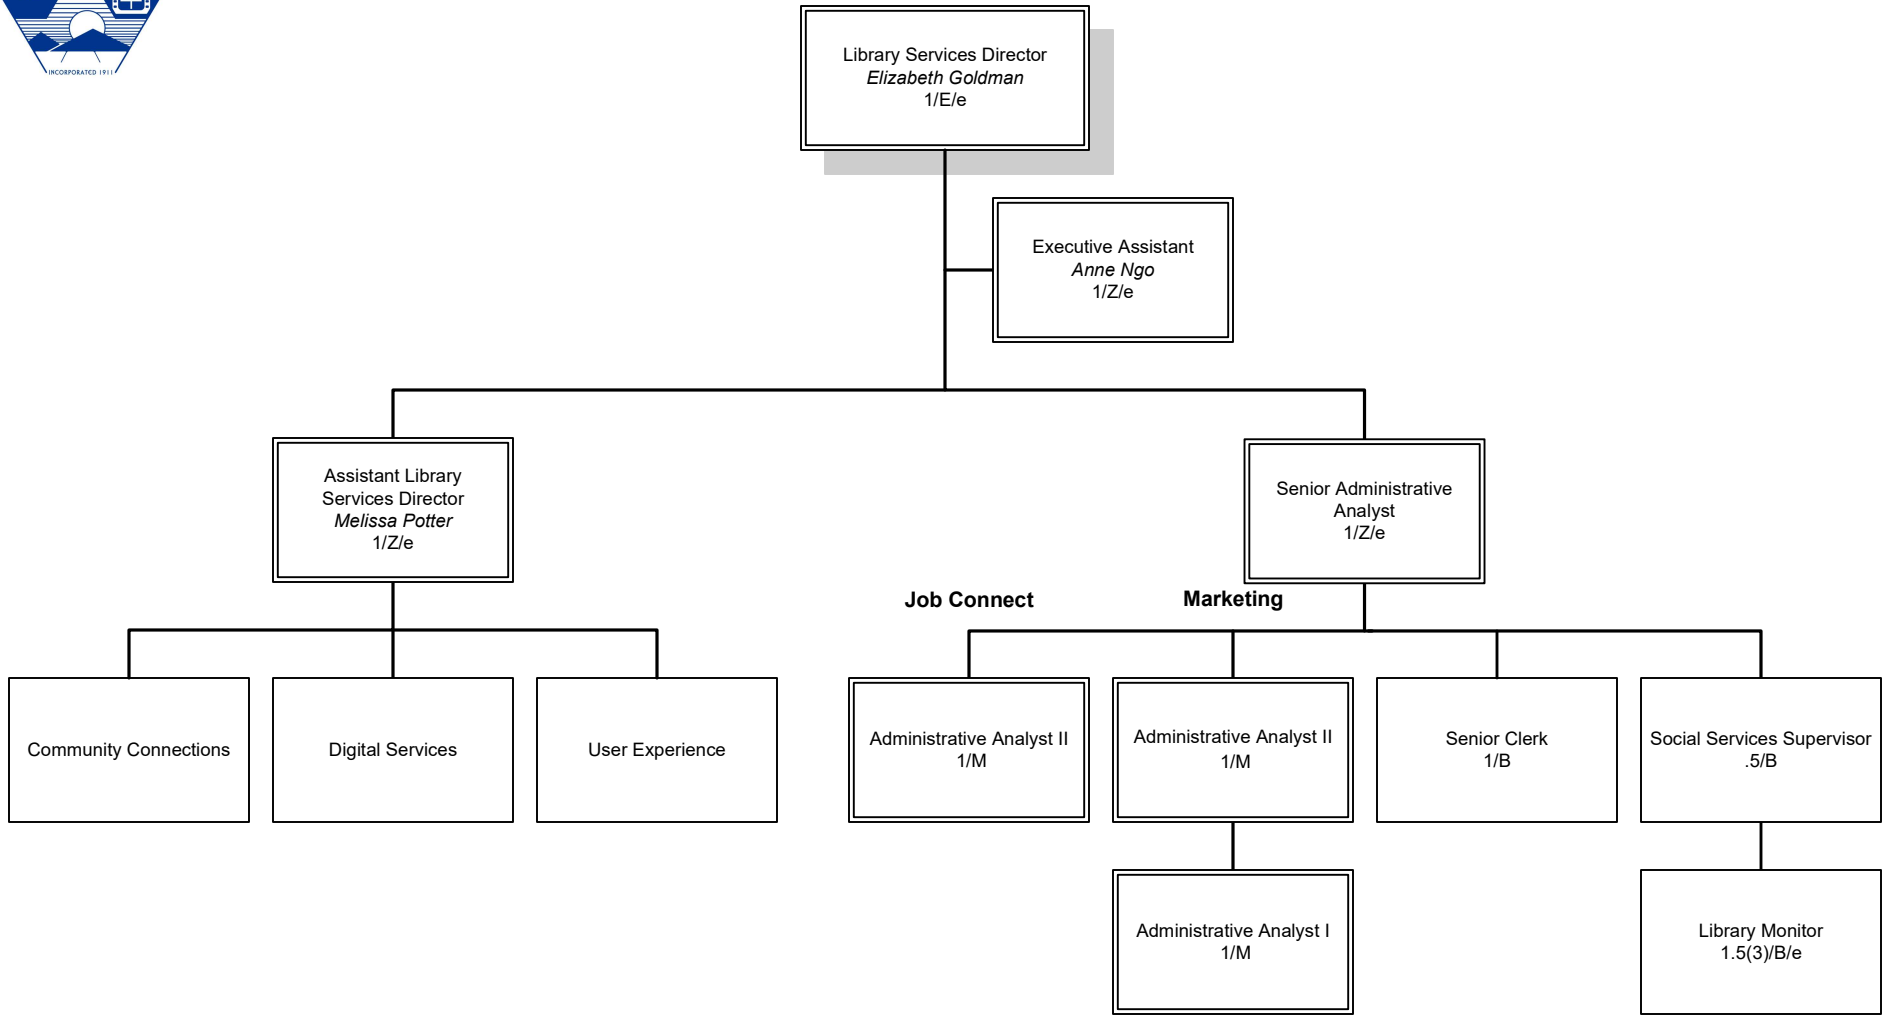 INCORPORATED 1911
Library Services Director
Elizabeth Goldman
1/E/e
Executive Assistant
Anne Ngo
1/Z/e
Assistant Library
Services Director
Melissa Potter
1/Z/e
Senior Administrative
Analyst
1/Z/e
Job Connect
Marketing
Community Connections
Digital Services
User Experience
Administrative Analyst II
1/M
Administrative Analyst II
1/M
Senior Clerk
1/B
Social Services Supervisor
.5/B
Administrative Analyst I
1/M
Library Monitor
1.5(3)/B/e